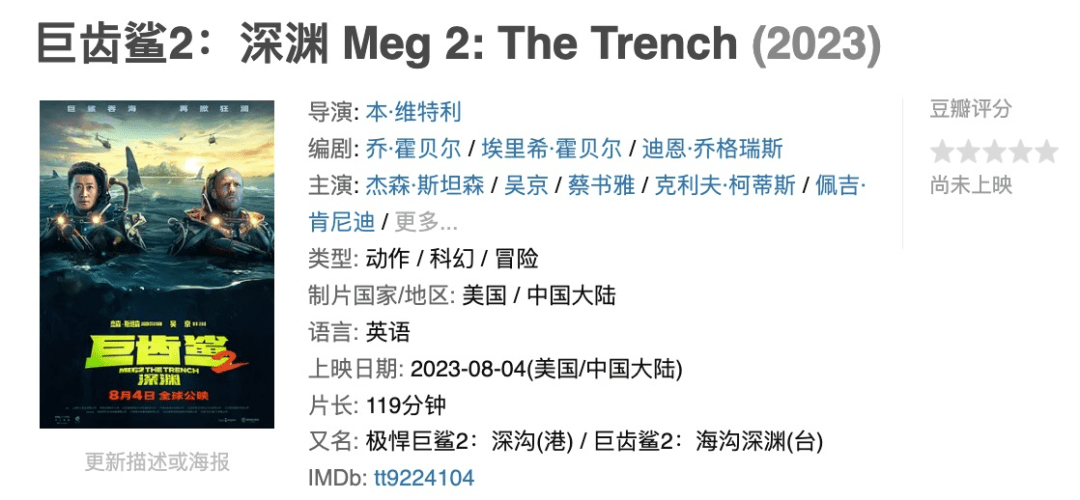 巨齿鲨2：深渊 Meg 2: The Trench (2023)
巨鲨吞海 再掀狂澜
巨齿鲨2
MEG 2 THE TRENCH
深渊
8月4日 全球公映
更新描述或海报
导演: 本·维特利
编剧: 乔·霍贝尔 / 埃里希·霍贝尔 / 迪恩·乔格瑞斯
主演: 杰森·斯坦森 / 吴京 / 蔡书雅 / 克利夫·柯蒂斯 / 佩吉·
肯尼迪 / 更多...
类型: 动作 / 科幻 / 冒险
制片国家/地区: 美国 / 中国大陆
语言: 英语
上映日期: 2023-08-04(美国/中国大陆)
片长: 119分钟
又名: 极悍巨鲨2：深沟(港) / 巨齿鲨2：海沟深渊(台)
IMDb: tt9224104
豆瓣评分
尚未上映